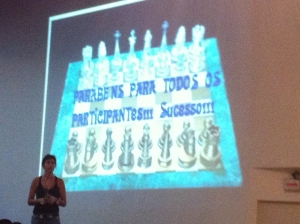 PARABENS PARA TODOS OS
PARTICIPANTES!!! SUCESSO!!!